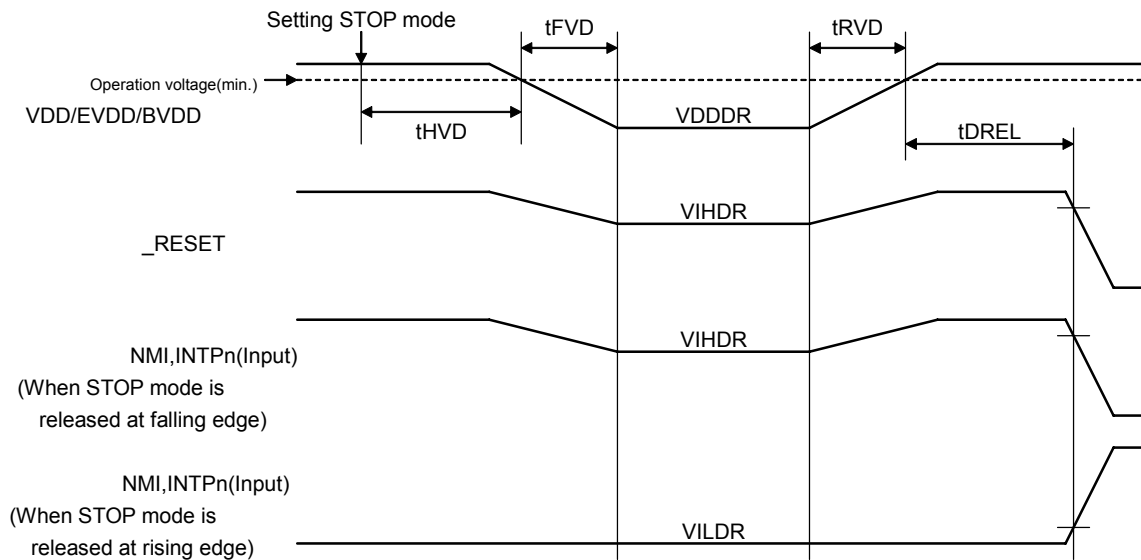 Setting STOP mode
tFVD
tRVD
Operation voltage(min.)
VDD/EVDD/BVDD
tHVD
VDDDR
tDREL
VIHDR
_RESET
VIHDR
NMI,INTPn(Input)
(When STOP mode is
released at falling edge)
NMI,INTPn(Input)
(When STOP mode is
released at rising edge)
VILDR